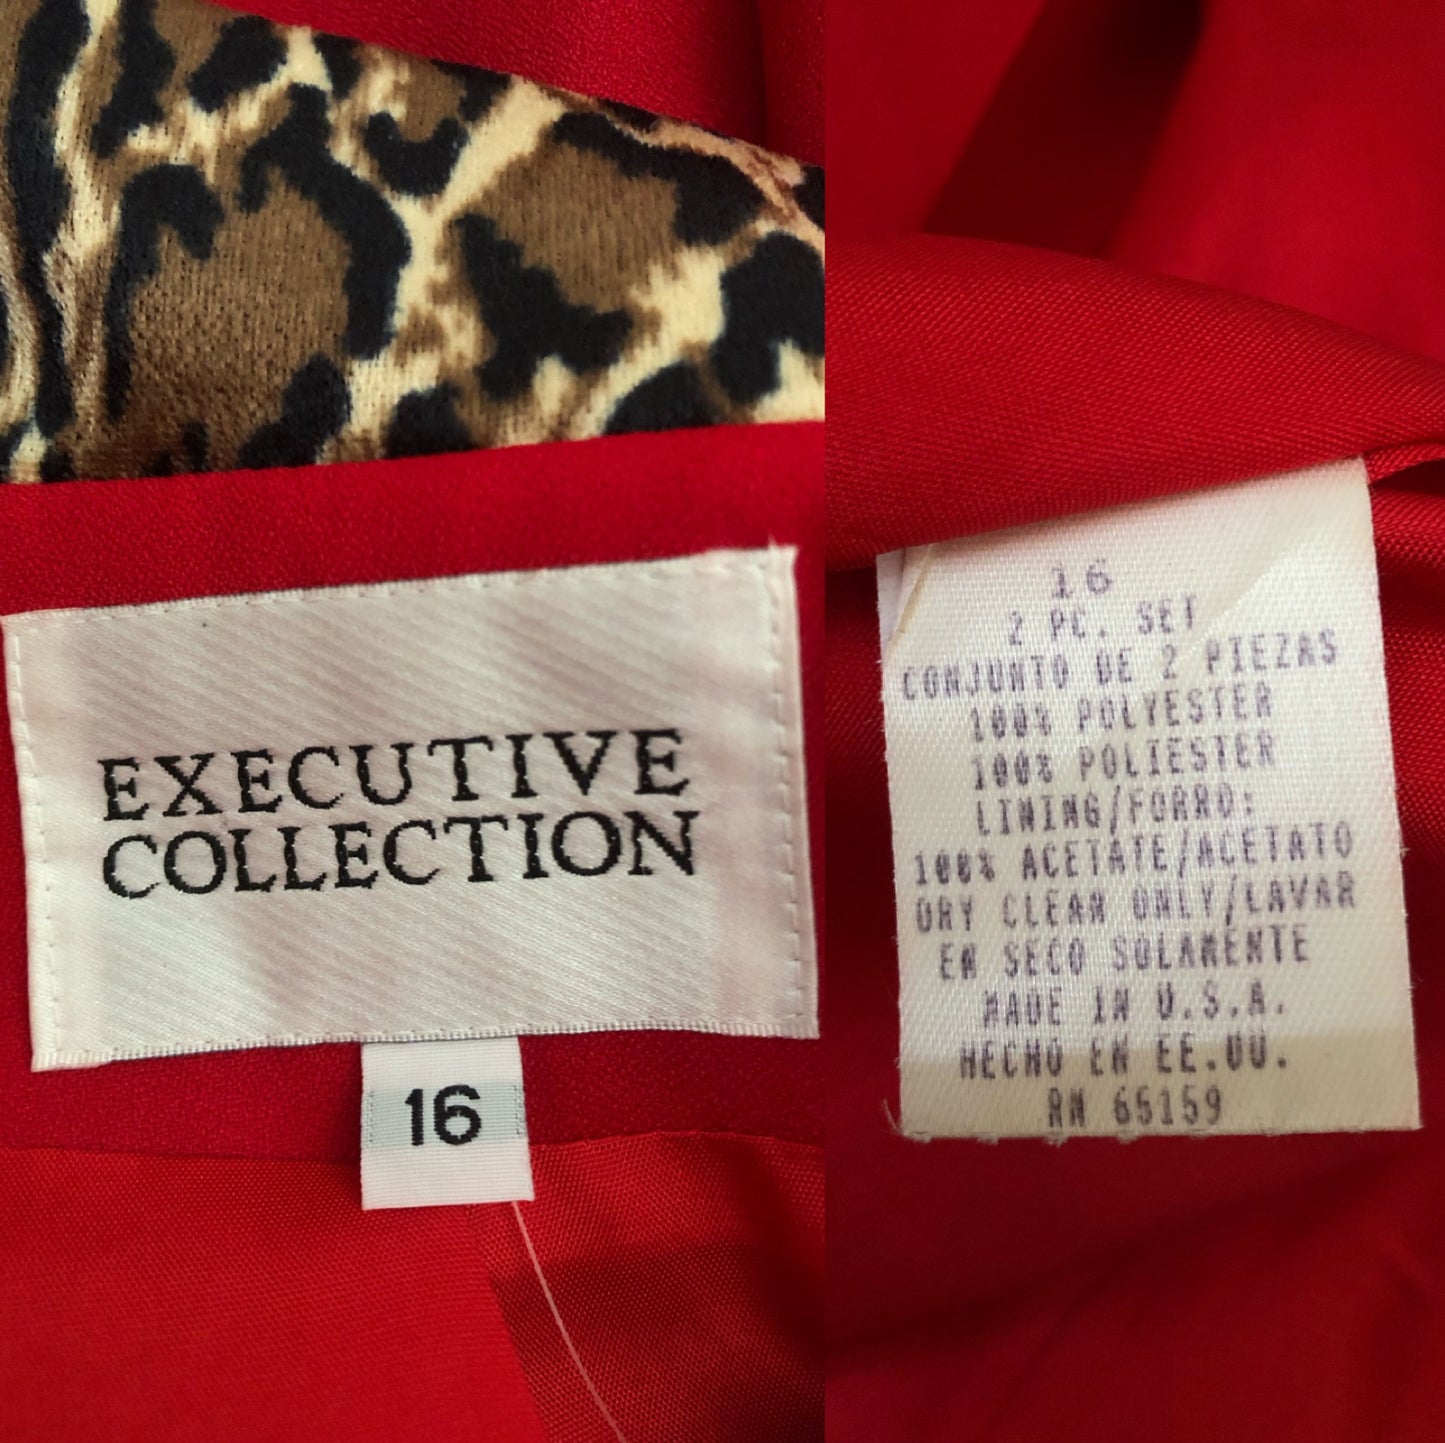 EXECUTIVE
COLLECTION
16
16
2 PC. SET
CONJUNTO DE 2 PIEZAS
100% POLYESTER
100% POLIESTER
LINING/FORRO:
100% ACETATE/ACETATO
DRY CLEAN ONLY/LAVAR
EN SECO SOLAMENTE
MADE IN U.S.A.
HECHO EN EE.UU.
RN 65159